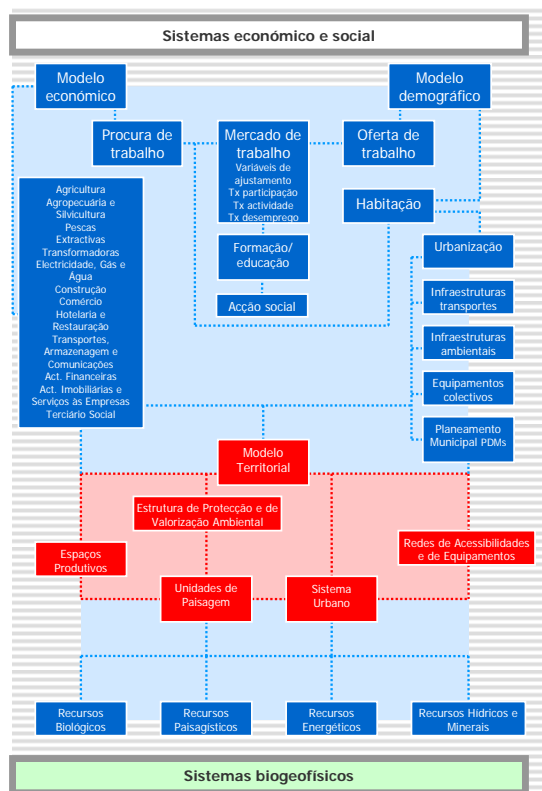 Sistemas económico e social
Modelo
económico
Modelo
demográfico
Procura de
trabalho
Mercado de
trabalho
Variáveis de
ajustamento
Tx participação
Tx actividade
Tx desemprego
Oferta de
trabalho
Agricultura
Agropecuária e
Silvicultura
Pescas
Extractivas
Transformadoras
Electricidade, Gás e
Água
Construção
Comércio
Hotelaria e
Restauração
Transportes,
Armazenagem e
Comunicações
Act. Financeiras
Act. Imobiliárias e
Serviços às Empresas
Terciário Social
Habitação
Formação/
educação
Urbanização
Acção social
Infraestruturas
transportes
Infraestruturas
ambientais
Equipamentos
colectivos
Planeamento
Municipal PDMs
Modelo
Territorial
Estrutura de Protecção e de
Valorização Ambiental
Espaços
Produtivos
Redes de Acessibilidades
e de Equipamentos
Unidades de
Paisagem
Sistema
Urbano
Recursos
Biológicos
Recursos
Paisagísticos
Recursos
Energéticos
Recursos Hídricos e
Minerais
Sistemas biogeofísicos